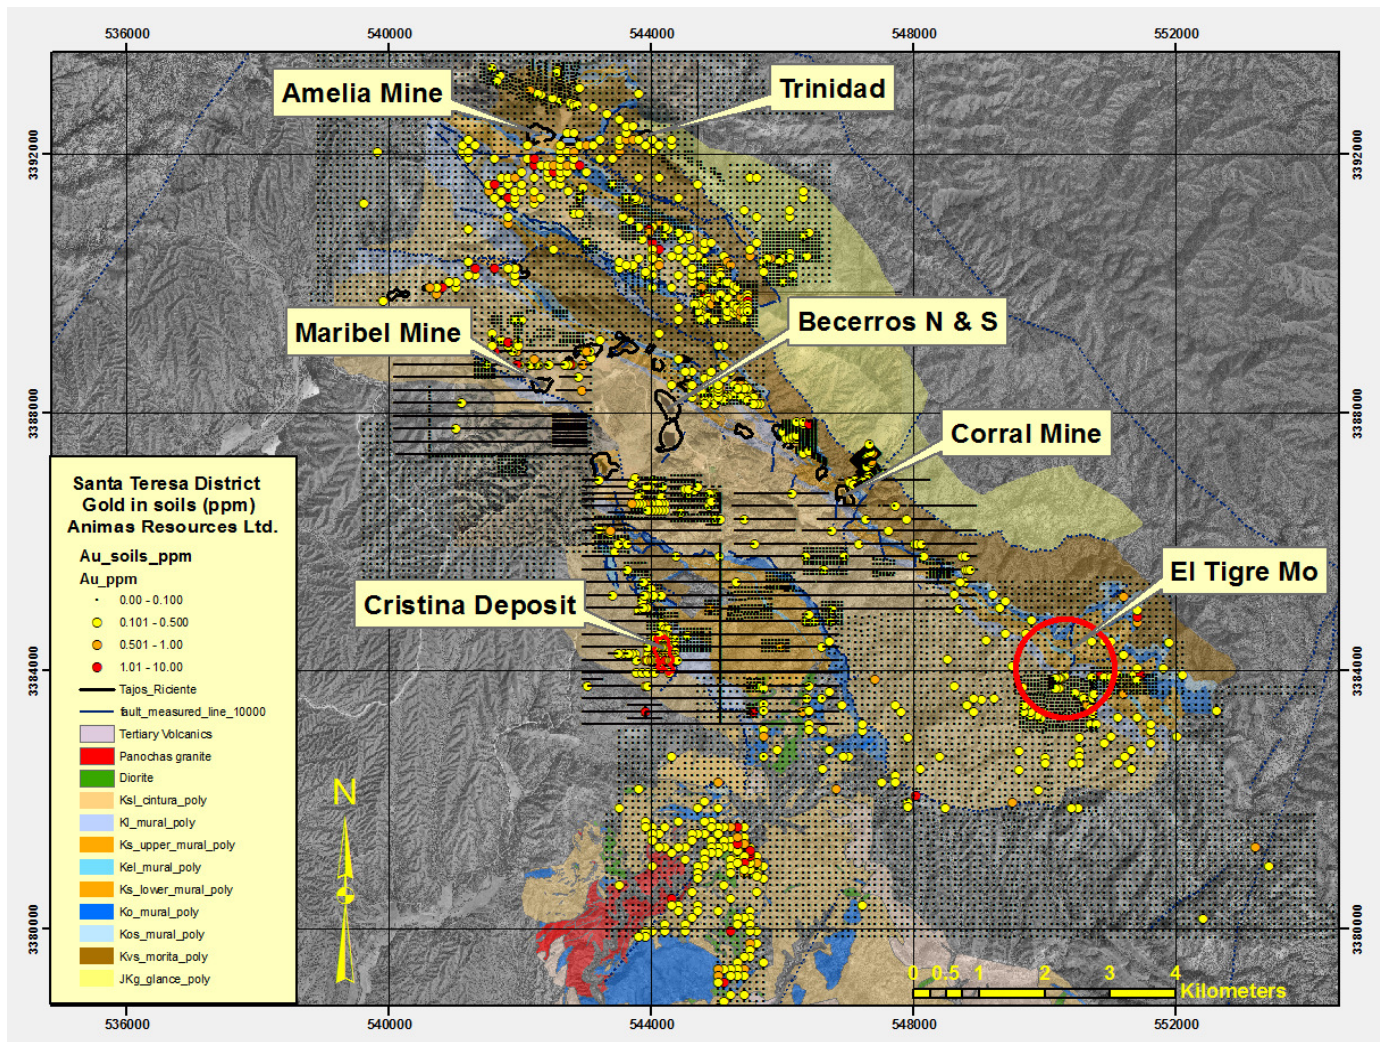 536000
540000
544000
548000
552000
Amelia Mine
Trinidad
3392000
3392000
Maribel Mine
Becerros N & S
3388000
3388000
Corral Mine
Santa Teresa District
Gold in soils (ppm)
Animas Resources Ltd.
Au_soils_ppm
Au_ppm
0.00 - 0.100
0.101 - 0.500
0.501 - 1.00
1.01 - 10.00
Tajos_Riciente
fault_measured_line_10000
Tertiary Volcanics
Panochas granite
Diorite
Ksl_cintura_poly
Kl_mural_poly
Ks_upper_mural_poly
Kel_mural_poly
Ks_lower_mural_poly
Ko_mural_poly
Kos_mural_poly
Kvs_morita_poly
JKg_glance_poly
El Tigre Mo
Cristina Deposit
3384000
3384000
N
3380000
3380000
0 0.5 1 2 3 4
Kilometers
536000
540000
544000
548000
552000